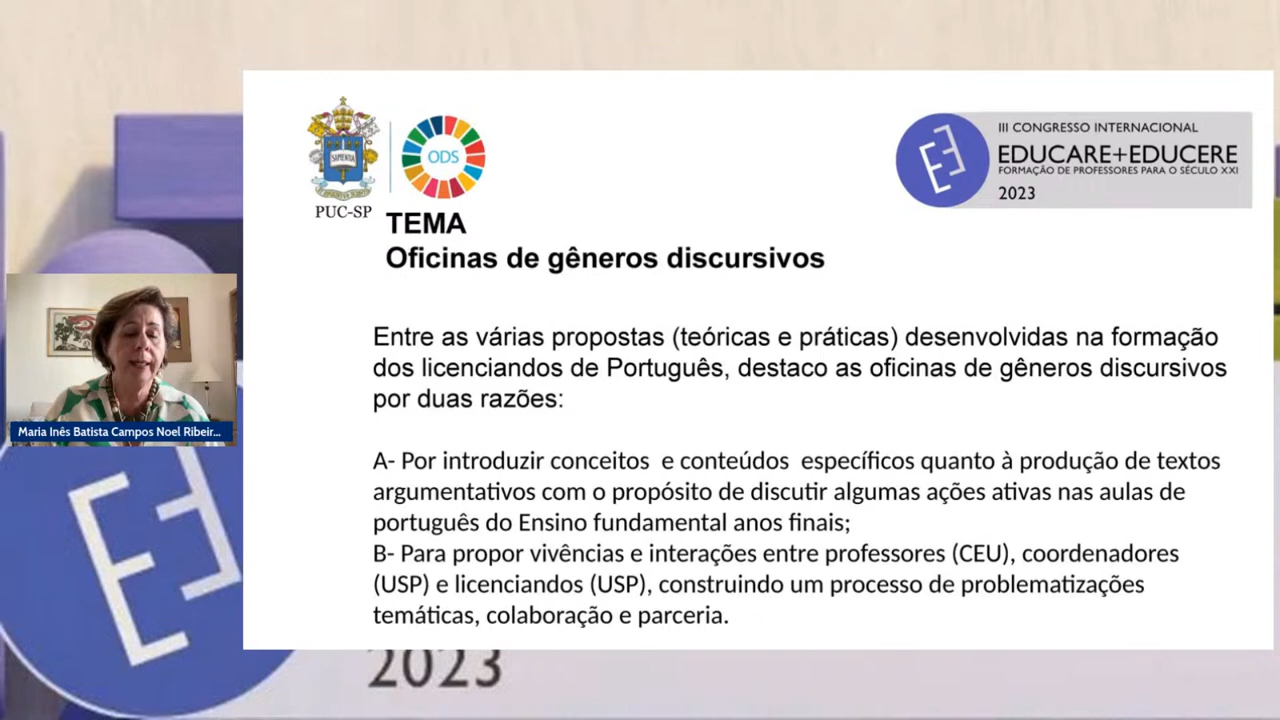 SAPIENTIA
PUC-SP
ODS
III CONGRESSO INTERNACIONAL
EDUCARE+EDUCERE
FORMAÇÃO DE PROFESSORES PARA O SÉCULO XXI
2023
TEMA
Oficinas de gêneros discursivos
Entre as várias propostas (teóricas e práticas) desenvolvidas na formação
dos licenciandos de Português, destaco as oficinas de gêneros discursivos
por duas razões:
A- Por introduzir conceitos e conteúdos específicos quanto à produção de textos
argumentativos com o propósito de discutir algumas ações ativas nas aulas de
português do Ensino fundamental anos finais;
B- Para propor vivências e interações entre professores (CEU), coordenadores
(USP) e licenciandos (USP), construindo um processo de problematizações
temáticas, colaboração e parceria.
Maria Inês Batista Campos Noel Ribeir...
EE
2023